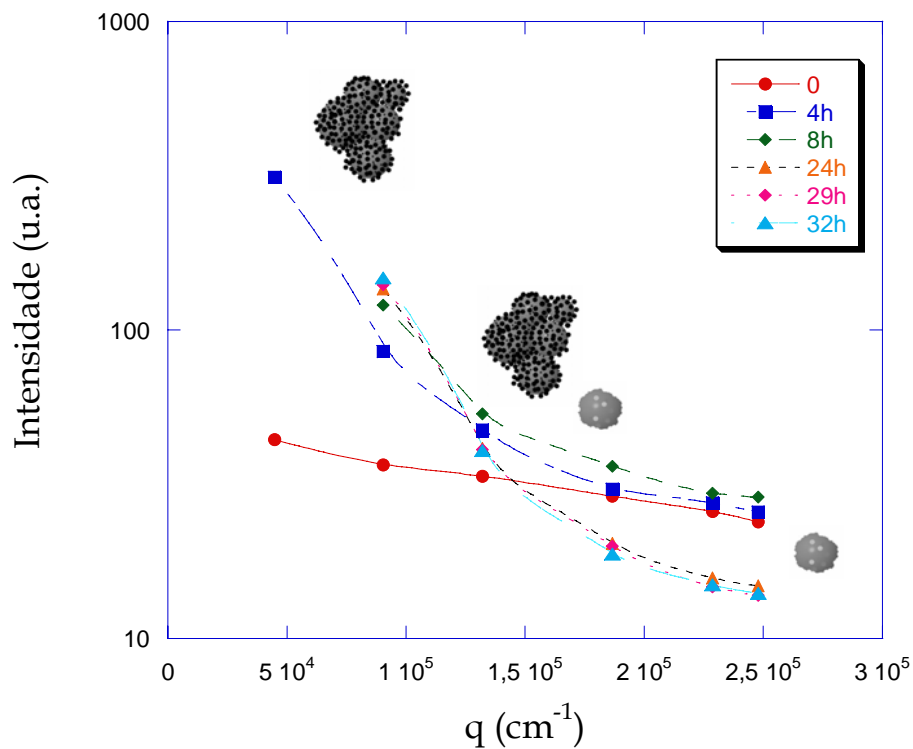 1000
100
10
Intensidade (u.a.)
0
4h
8h
24h
29h
32h
0 5 10⁴ 1 10⁵ 1,5 10⁵ 2 10⁵ 2,5 10⁵ 3 10⁵
q (cm⁻¹)